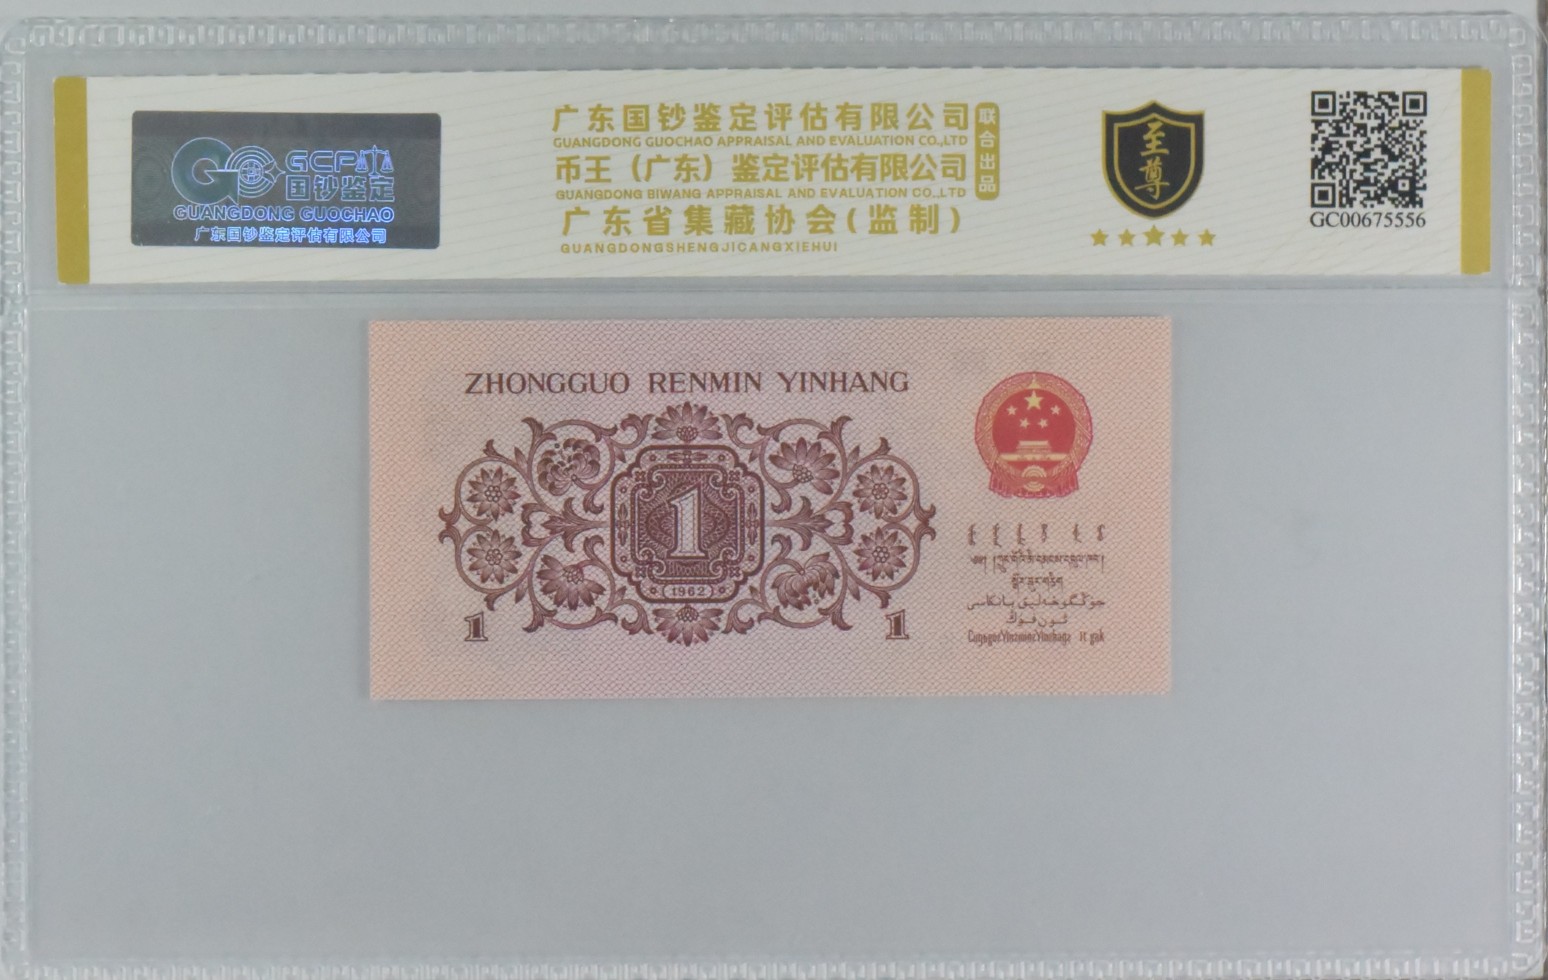 GCP
国钞鉴定
GUANGDONG GUOCHAO
广东国钞鉴定评估有限公司
广东国钞鉴定评估有限公司
GUANGDONG GUOCHAO APPRAISAL AND EVALUATION CO.,LTD
币王（广东）鉴定评估有限公司
GUANGDONG BIWANG APPRAISAL AND EVALUATION CO.,LTD
联合出品
广东省集藏协会(监制)
GUANGDONGSHENGJICANGXIEHUI
至尊
GC00675556
ZHONGGUO RENMIN YINHANG
1
(1962)
1
1